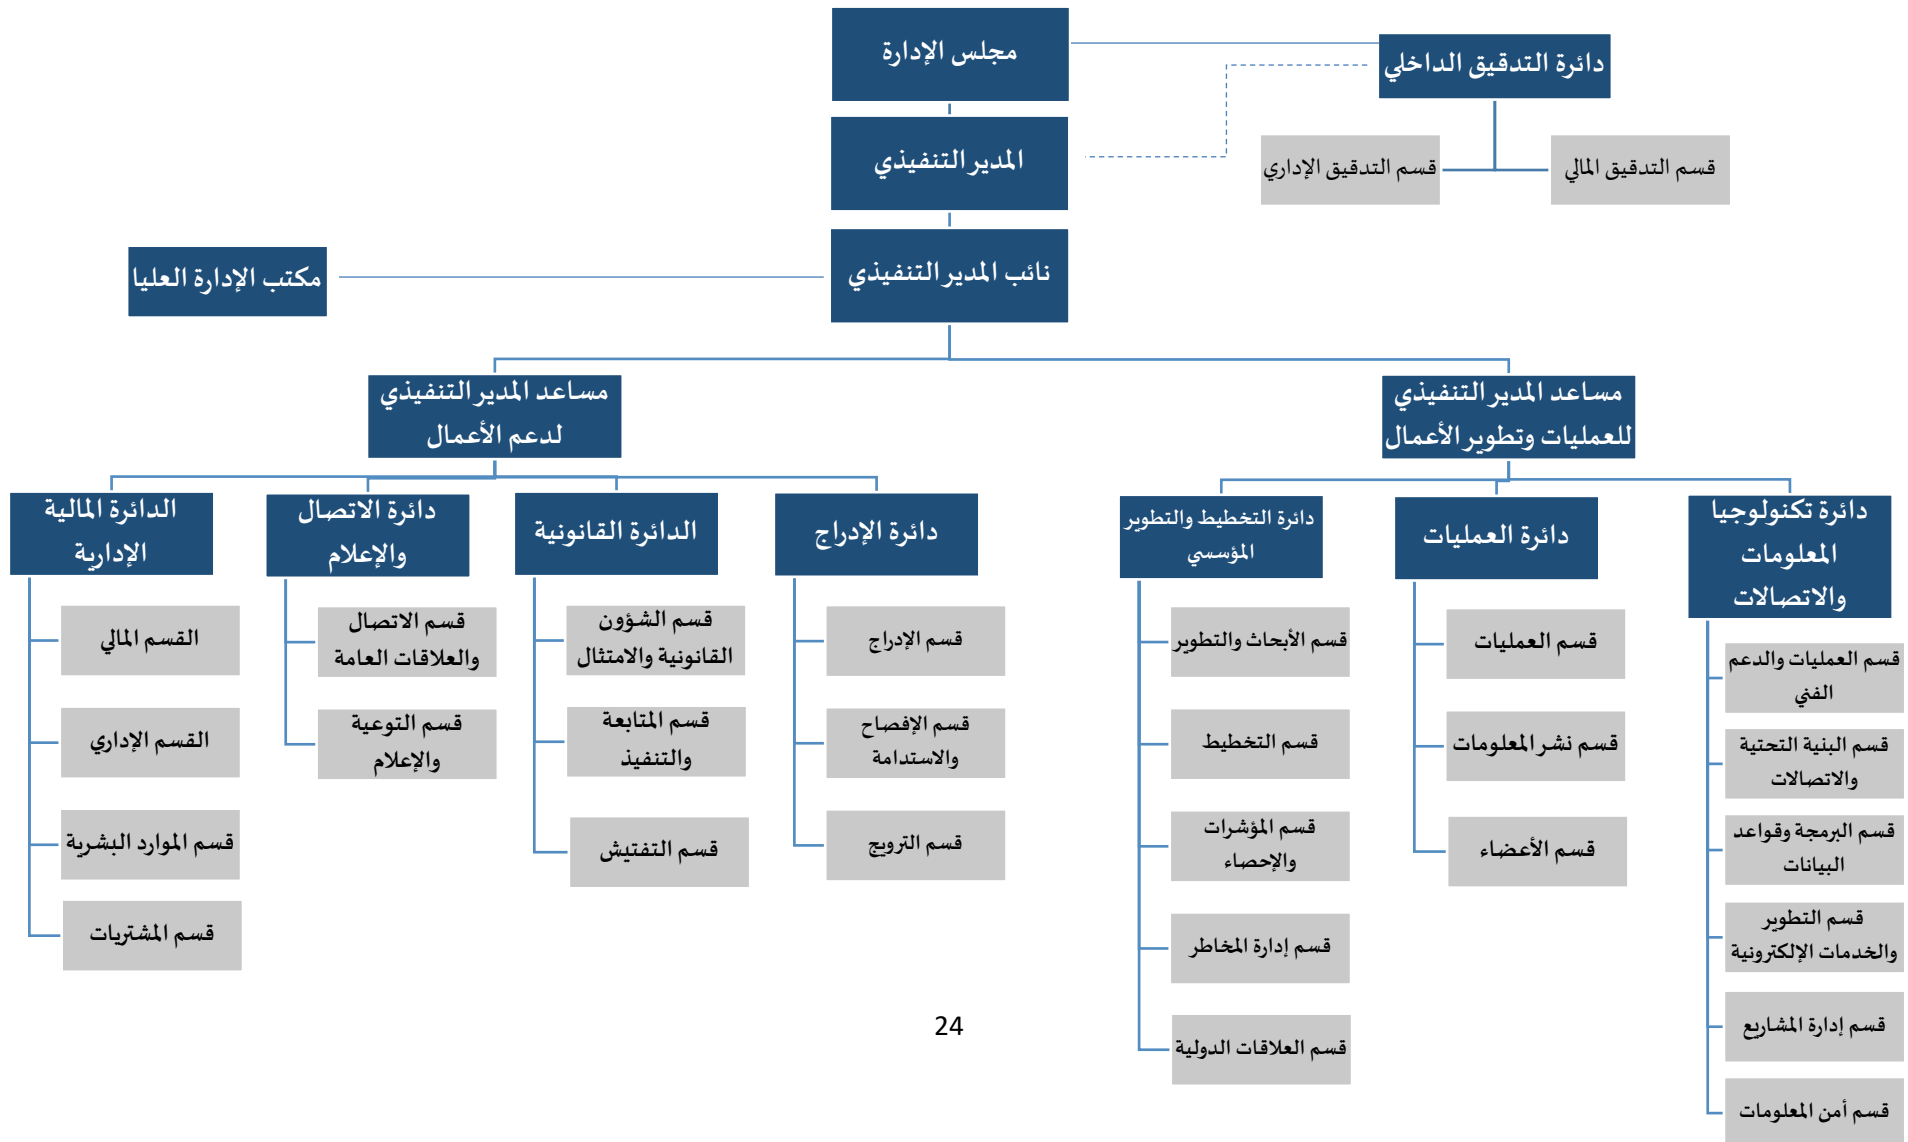 مجلس الإدارة
دائرة التدقيق الداخلي
المدير التنفيذي
قسم التدقيق المالي
قسم التدقيق الإداري
نائب المدير التنفيذي
مكتب الإدارة العليا
مساعد المدير التنفيذي
للعمليات وتطوير الأعمال
مساعد المدير التنفيذي
لدعم الأعمال
دائرة تكنولوجيا
المعلومات
والاتصالات
قسم العمليات والدعم
الفني
قسم البنية التحتية
والاتصالات
قسم البرمجة وقواعد
البيانات
قسم التطوير
والخدمات الإلكترونية
قسم إدارة المشاريع
قسم أمن المعلومات
دائرة العمليات
قسم العمليات
قسم نشر المعلومات
قسم الأعضاء
دائرة التخطيط والتطوير
المؤسسي
قسم الأبحاث والتطوير
قسم التخطيط
قسم المؤشرات
والإحصاء
قسم إدارة المخاطر
قسم العلاقات الدولية
دائرة الإدراج
قسم الإدراج
قسم الإفصاح
والاستدامة
قسم الترويج
الدائرة القانونية
قسم الشؤون
القانونية والامتثال
قسم المتابعة
والتنفيذ
قسم التفتيش
دائرة الاتصال
والإعلام
قسم الاتصال
والعلاقات العامة
قسم التوعية
والإعلام
الدائرة المالية
الإدارية
القسم المالي
القسم الإداري
قسم الموارد البشرية
قسم المشتريات
24